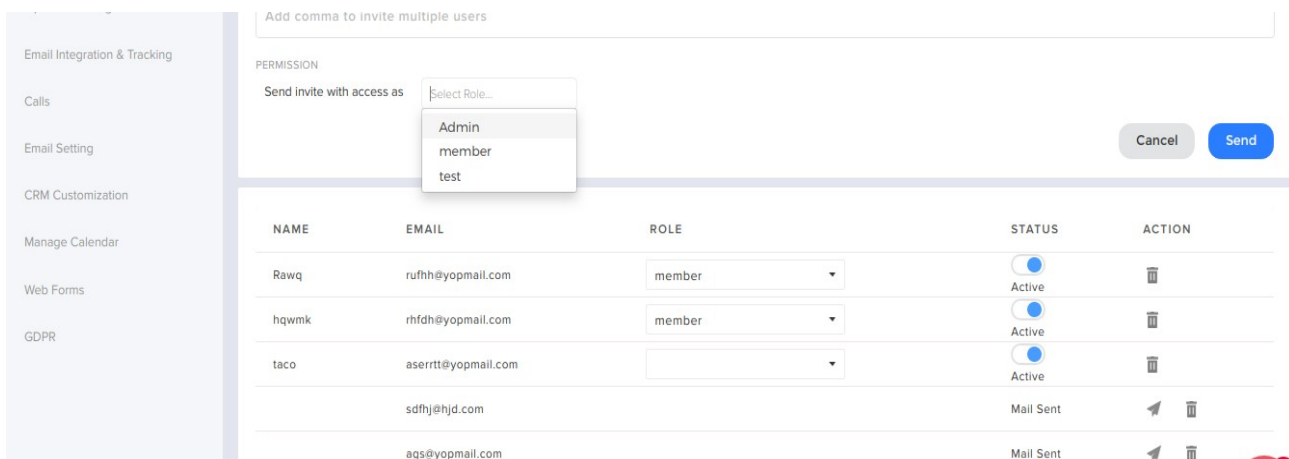 Add comma to invite multiple users
Email Integration & Tracking
PERMISSION
Send invite with access as Select Role...
Calls
Admin
Cancel Send
Email Setting
member
test
CRM Customization
NAME EMAIL ROLE STATUS ACTION
Manage Calendar
Rawq rufhh@yopmail.com member Active
Web Forms
hqwmk rhfdh@yopmail.com member Active
GDPR
taco aserrtt@yopmail.com Active
sdfhj@hjd.com Mail Sent
ags@yopmail.com Mail Sent